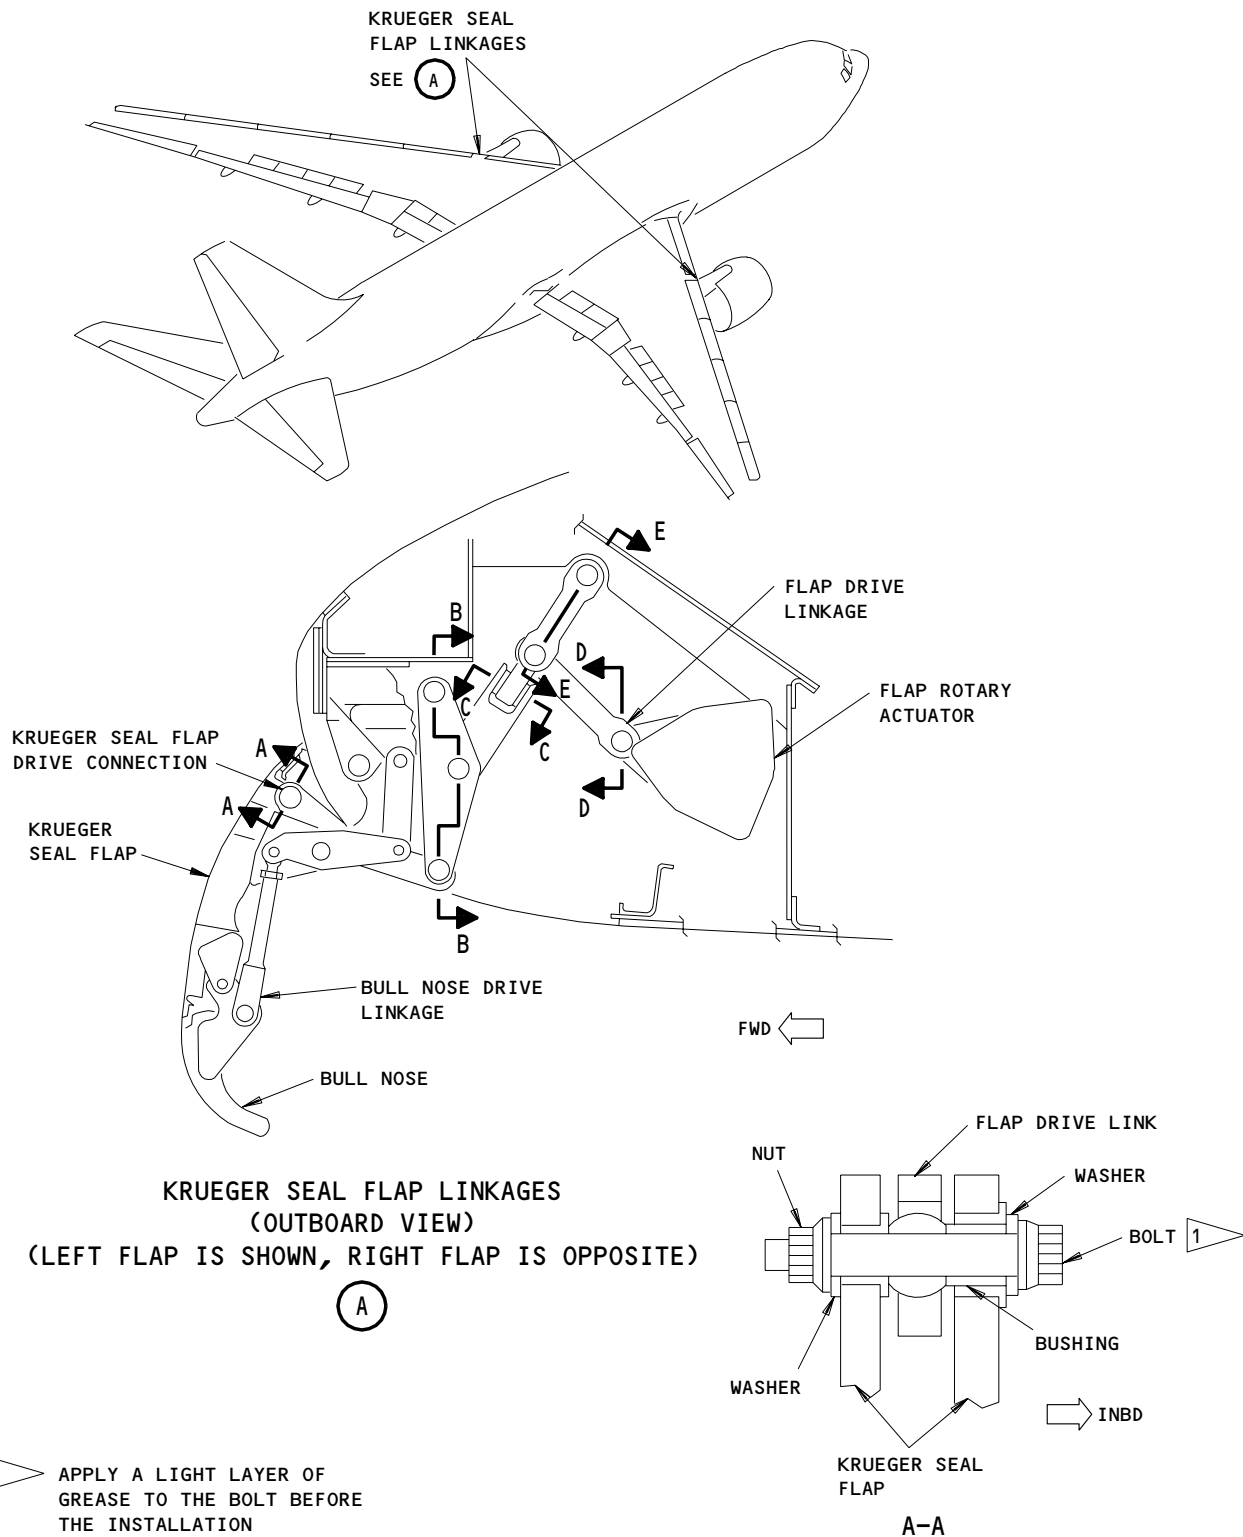 KRUEGER SEAL
FLAP LINKAGES
SEE A
E
B
FLAP DRIVE
LINKAGE
D
E
C
FLAP ROTARY
ACTUATOR
KRUEGER SEAL FLAP
DRIVE CONNECTION
A
C
D
A
KRUEGER
SEAL FLAP
B
BULL NOSE DRIVE
LINKAGE
FWD
BULL NOSE
FLAP DRIVE LINK
NUT
WASHER
BOLT 1
BUSHING
WASHER
INBD
KRUEGER SEAL
FLAP
A-A
KRUEGER SEAL FLAP LINKAGES
(OUTBOARD VIEW)
(LEFT FLAP IS SHOWN, RIGHT FLAP IS OPPOSITE)
A
APPLY A LIGHT LAYER OF
GREASE TO THE BOLT BEFORE
THE INSTALLATION